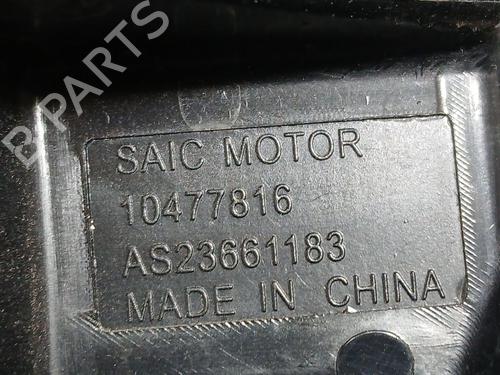 B-PARTS
SAIC MOTOR
10477816
AS23661183
MADE IN CHINA